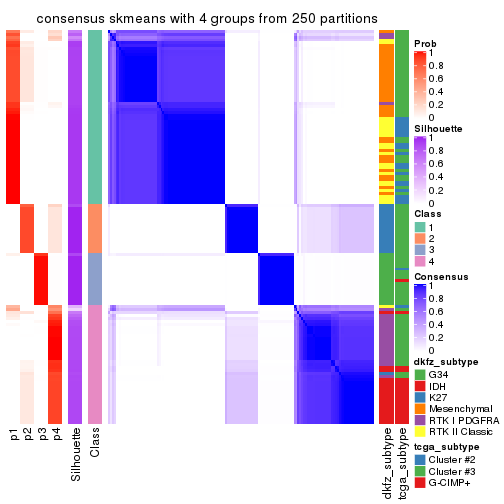 consensus skmeans with 4 groups from 250 partitions
Prob
1
0.8
0.6
0.4
0.2
0
Silhouette
1
0.8
0.6
0.4
0.2
0
Class
1
2
3
4
Consensus
1
0.8
0.6
0.4
0.2
0
dkfz_subtype
G34
IDH
K27
Mesenchymal
RTK I PDGFRA
RTK II Classic
tcga_subtype
Cluster #2
Cluster #3
G-CIMP+
p1
p2
p3
p4
Silhouette
Class
dkfz_subtype
tcga_subtype